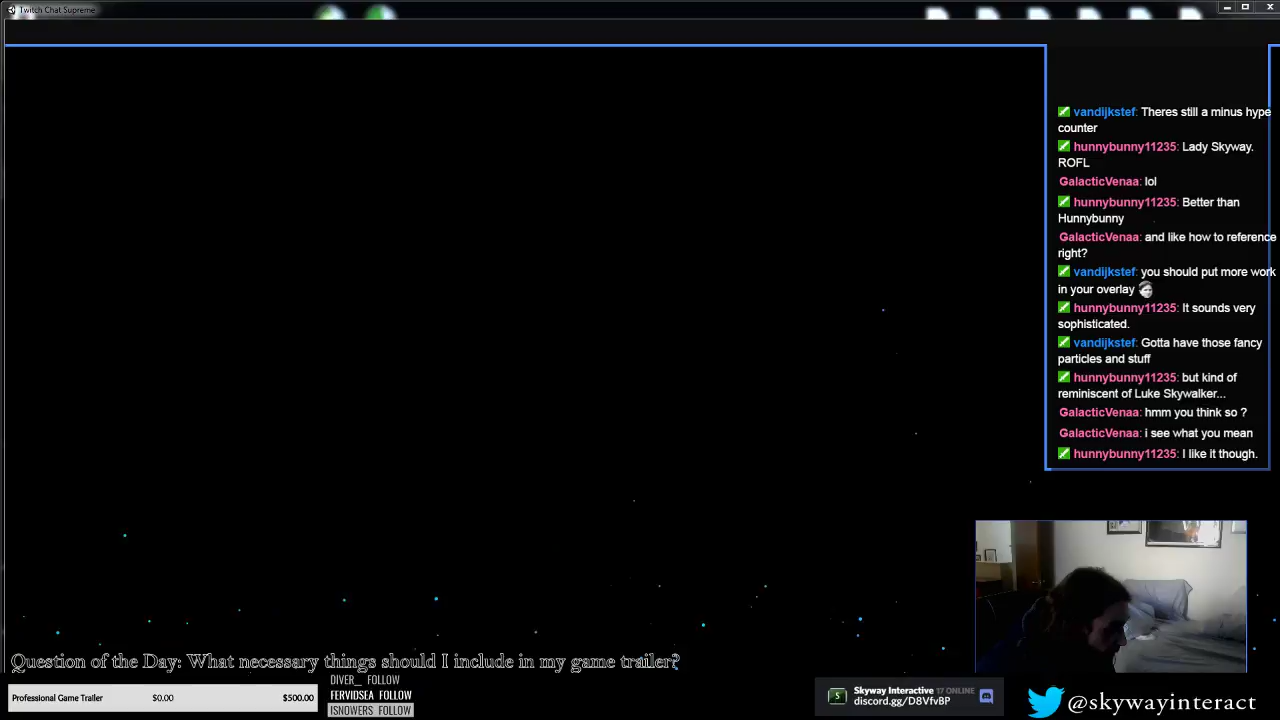 Twitch Chat Supreme
vandijkstef: Theres still a minus hype
counter
hunnybunny11235: Lady Skyway.
ROFL
GalacticVenaa: lol
hunnybunny11235: Better than
Hunnybunny
GalacticVenaa: and like how to reference
right?
vandijkstef: you should put more work
in your overlay
hunnybunny11235: It sounds very
sophisticated.
vandijkstef: Gotta have those fancy
particles and stuff
hunnybunny11235: but kind of
reminiscent of Luke Skywalker...
GalacticVenaa: hmm you think so ?
GalacticVenaa: i see what you mean
hunnybunny11235: I like it though.
Question of the Day: What necessary things should I include in my game trailer?
Professional Game Trailer $0.00 $500.00
DIVER__ FOLLOW
FERVIDSEA FOLLOW
ISNOWERS FOLLOW
Skyway Interactive 17 ONLINE
discord.gg/D8VfvBP
@skywayinteract